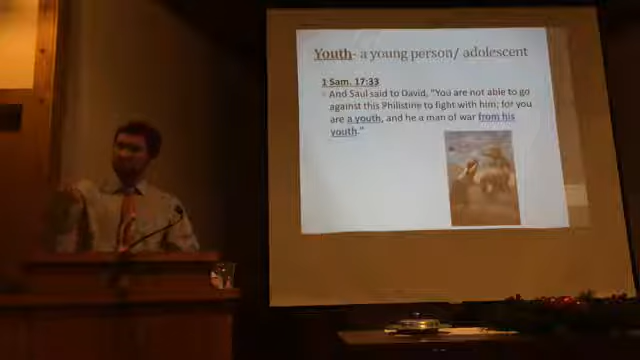 Youth- a young person/ adolescent
1 Sam. 17:33
And Saul said to David, "You are not able to go
against this Philistine to fight with him; for you
are a youth, and he a man of war from his
youth."